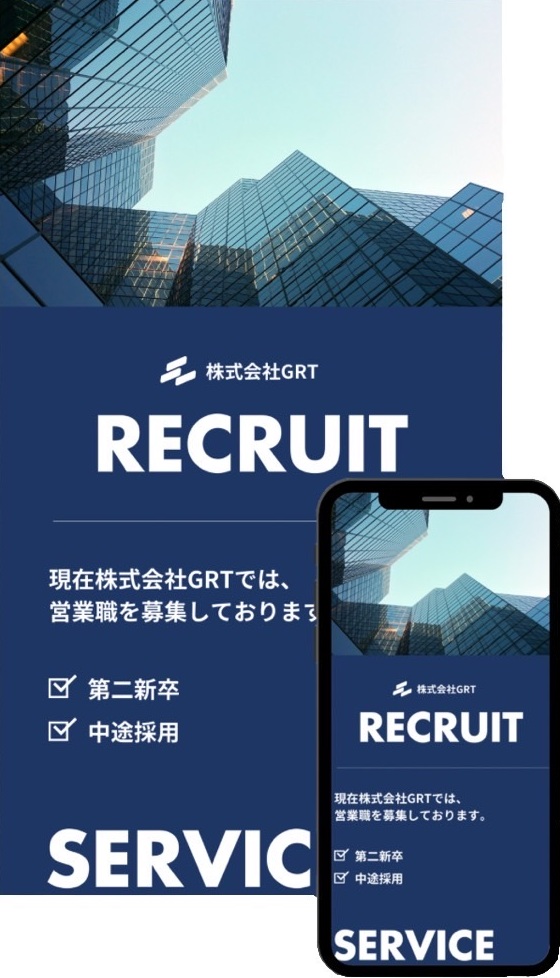 株式会社GRT
RECRUIT
現在株式会社GRTでは、
営業職を募集しております
第二新卒
中途採用
SERVIC
株式会社GRT
RECRUIT
現在株式会社GRTでは、
営業職を募集しております。
第二新卒
中途採用
SERVICE